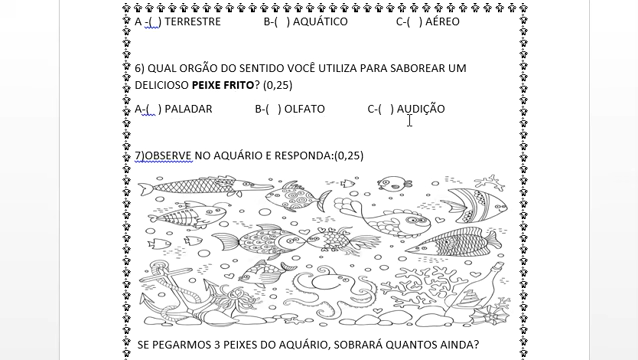 A -( ) TERRESTRE B-( ) AQUÁTICO C-( ) AÉREO
6) QUAL ORGÃO DO SENTIDO VOCÊ UTILIZA PARA SABOREAR UM
DELICIOSO PEIXE FRITO? (0,25)
A-( ) PALADAR B-( ) OLFATO C-( ) AUDIÇÃO
7)OBSERVE NO AQUÁRIO E RESPONDA:(0,25)
SE PEGARMOS 3 PEIXES DO AQUÁRIO, SOBRARÁ QUANTOS AINDA?